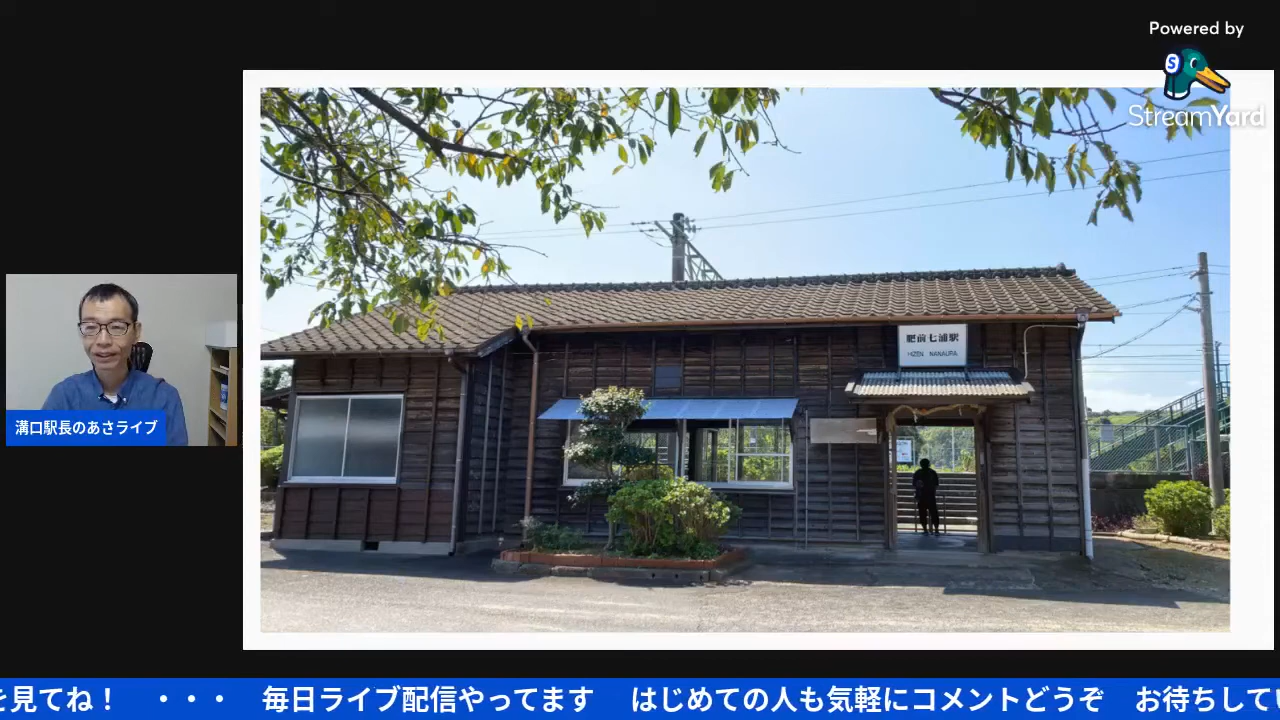 Powered by
S
StreamYard
肥前七浦駅
HIZEN NANAURA
溝口駅長のあさライブ
を見てね! ・・・ 毎日ライブ配信やってます はじめての人も気軽にコメントどうぞ お待ちしてい